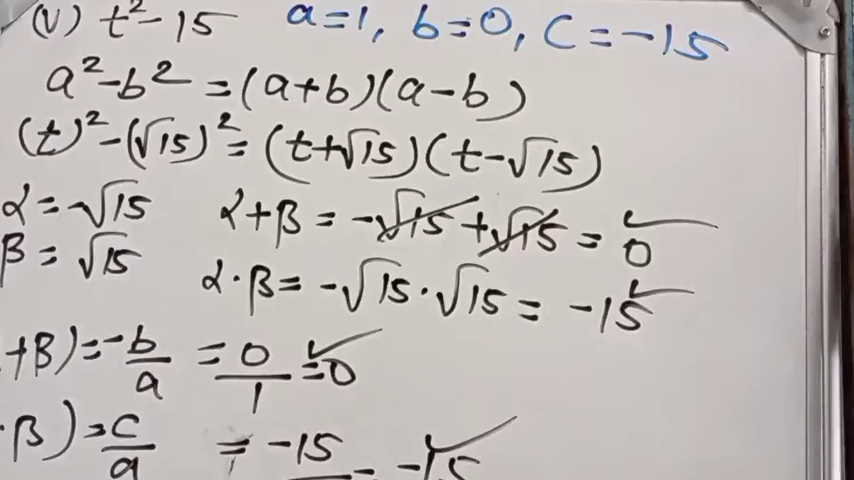 (V) t²-15 a=1, b=0, c=-15
a²-b² =(a+b)(a-b)
(t)²-(√15)²= (t+√15)(t-√15)
α=-√15 α+β = -√15+√15 = 0
β= √15 α·β= -√15·√15 = -15
+β)=-b/a = 0/1 =0
·β)=c/a = -15 = -15